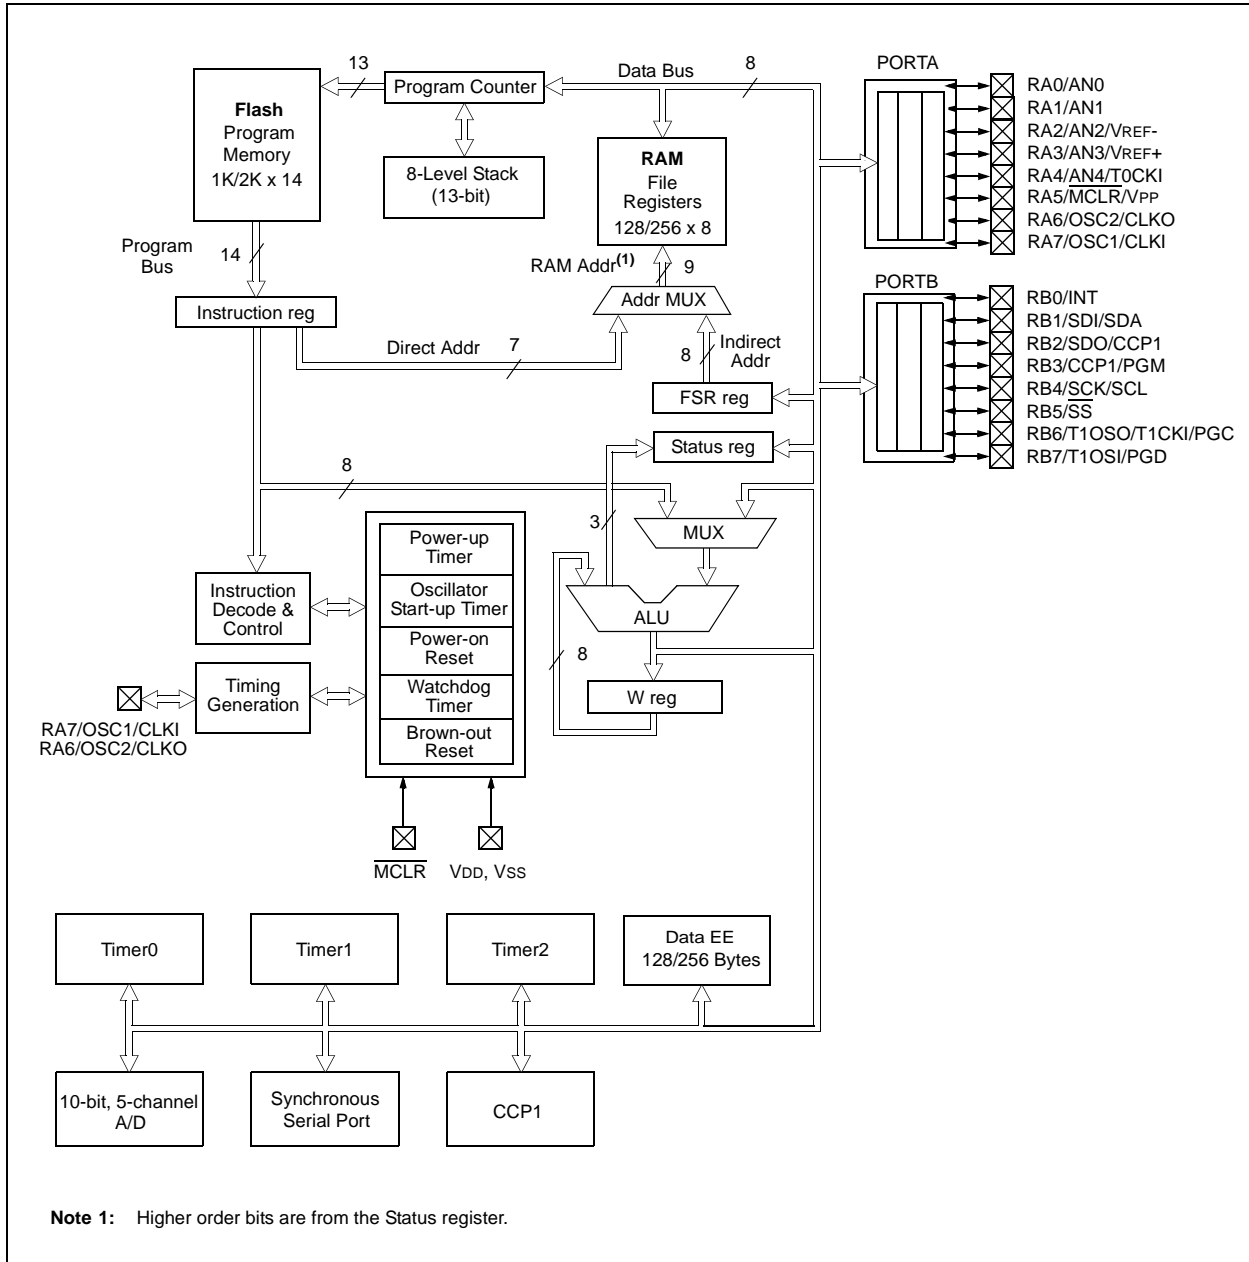 13
Program Counter
Data Bus
8
PORTA
Flash
Program
Memory
1K/2K x 14
8-Level Stack
(13-bit)
RAM
File
Registers
128/256 x 8
RA0/AN0
RA1/AN1
RA2/AN2/VREF-
RA3/AN3/VREF+
RA4/AN4/T0CKI
RA5/MCLR/VPP
RA6/OSC2/CLKO
RA7/OSC1/CLKI
Program
Bus
14
RAM Addr(1)
9
PORTB
Instruction reg
Addr MUX
RB0/INT
RB1/SDI/SDA
RB2/SDO/CCP1
RB3/CCP1/PGM
RB4/SCK/SCL
RB5/SS
RB6/T1OSO/T1CKI/PGC
RB7/T1OSI/PGD
Direct Addr
7
8
Indirect
Addr
FSR reg
Status reg
8
3
MUX
Power-up
Timer
Oscillator
Start-up Timer
Power-on
Reset
Watchdog
Timer
Brown-out
Reset
Instruction
Decode &
Control
ALU
8
W reg
Timing
Generation
RA7/OSC1/CLKI
RA6/OSC2/CLKO
MCLR
VDD, VSS
Timer0
Timer1
Timer2
Data EE
128/256 Bytes
10-bit, 5-channel
A/D
Synchronous
Serial Port
CCP1
Note 1: Higher order bits are from the Status register.